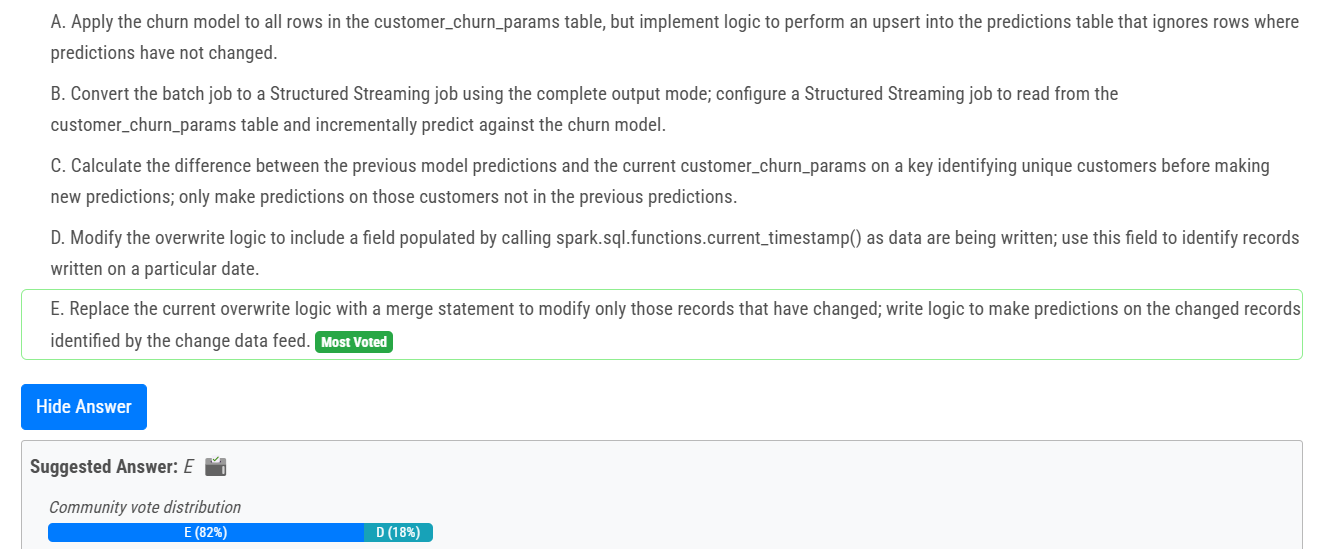 A. Apply the churn model to all rows in the customer_churn_params table, but implement logic to perform an upsert into the predictions table that ignores rows where
predictions have not changed.
B. Convert the batch job to a Structured Streaming job using the complete output mode; configure a Structured Streaming job to read from the
customer_churn_params table and incrementally predict against the churn model.
C. Calculate the difference between the previous model predictions and the current customer_churn_params on a key identifying unique customers before making
new predictions; only make predictions on those customers not in the previous predictions.
D. Modify the overwrite logic to include a field populated by calling spark.sql.functions.current_timestamp() as data are being written; use this field to identify records
written on a particular date.
E. Replace the current overwrite logic with a merge statement to modify only those records that have changed; write logic to make predictions on the changed records
identified by the change data feed. Most Voted
Hide Answer
Suggested Answer: E
Community vote distribution
E (82%) D (18%)